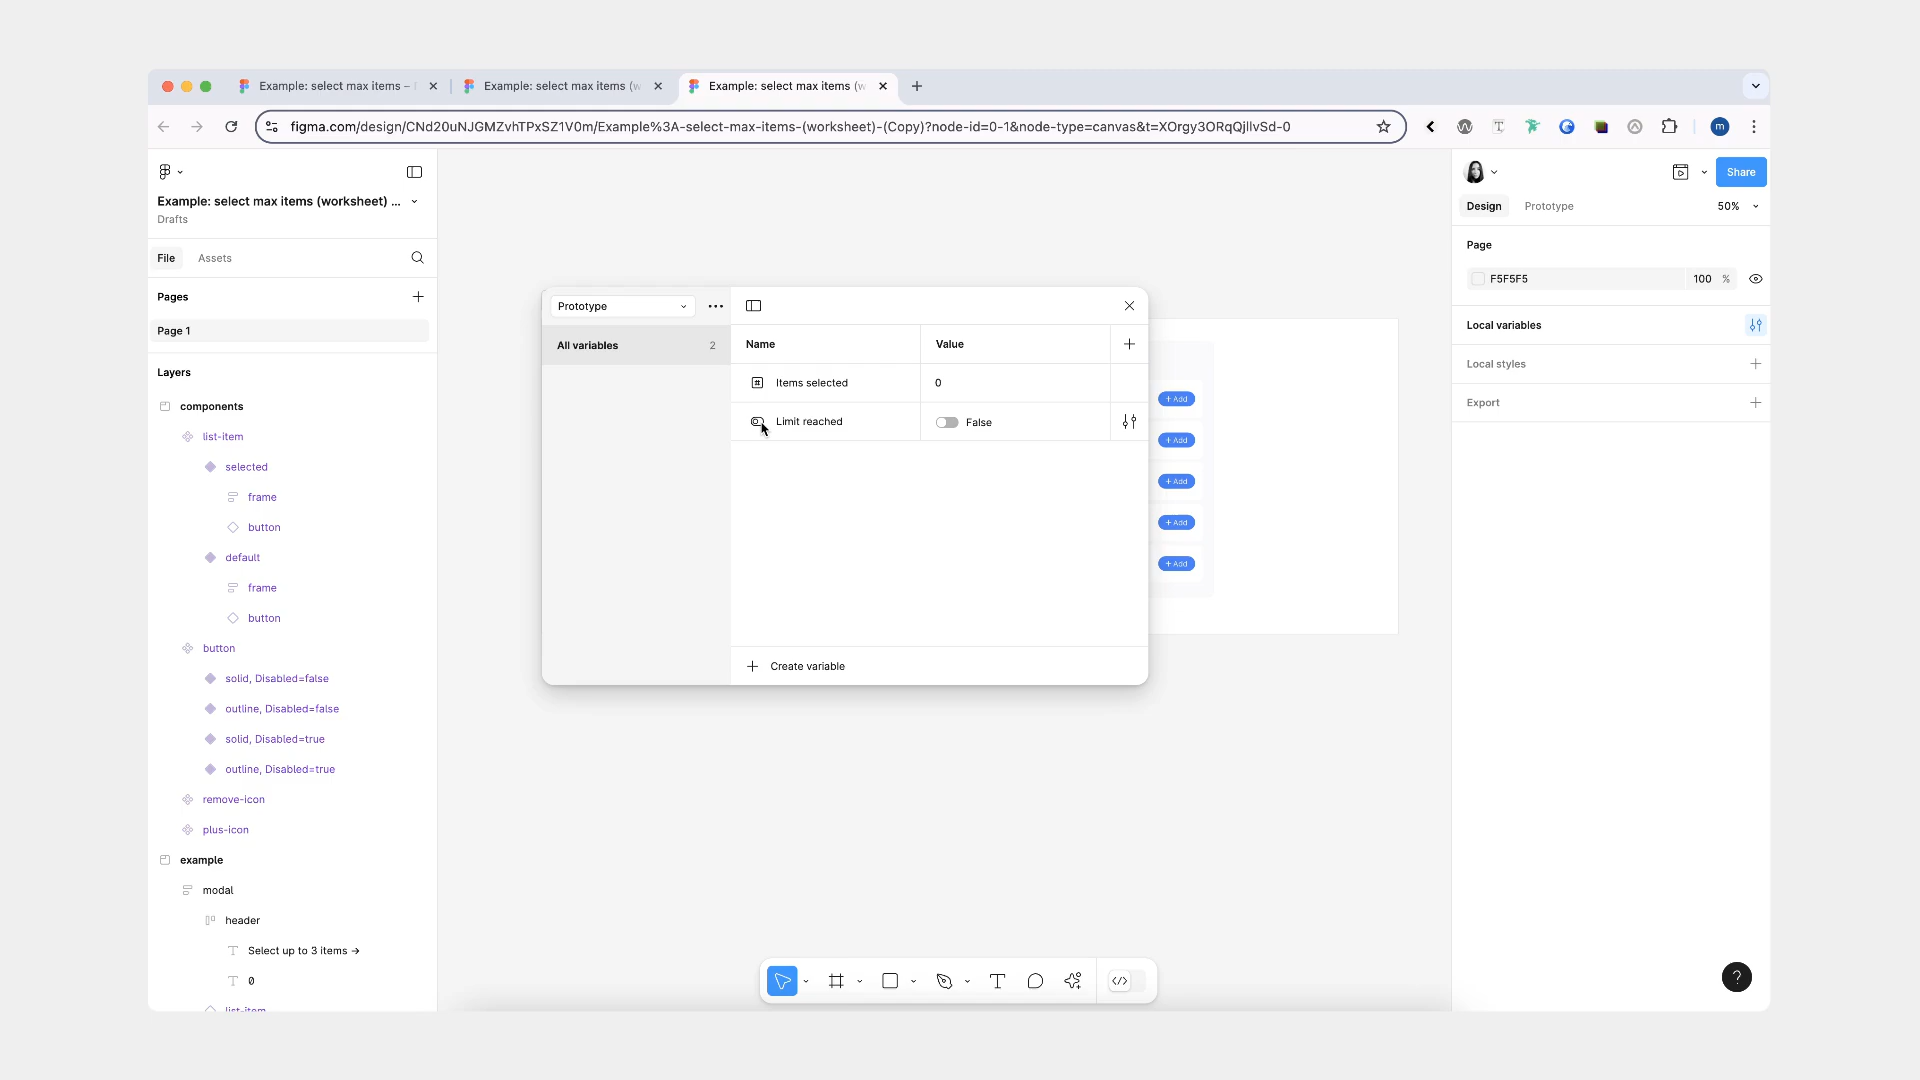 Example: select max items –
Example: select max items (w
Example: select max items (w
figma.com/design/CNd20uNJGMZvhTPxSZ1V0m/Example%3A-select-max-items-(worksheet)-(Copy)?node-id=0-1&node-type=canvas&t=XOrgy3ORqQjIlvSd-0
m
Example: select max items (worksheet) ...
Drafts
File
Assets
Pages
Page 1
Layers
components
list-item
selected
frame
button
default
frame
button
button
solid, Disabled=false
outline, Disabled=false
solid, Disabled=true
outline, Disabled=true
remove-icon
plus-icon
example
modal
header
Select up to 3 items →
0
list-item
Prototype
All variables
2
Name
Value
Items selected
0
Limit reached
False
Create variable
+ Add
+ Add
+ Add
+ Add
+ Add
Share
Design
Prototype
50%
Page
F5F5F5
100
%
Local variables
Local styles
Export
?